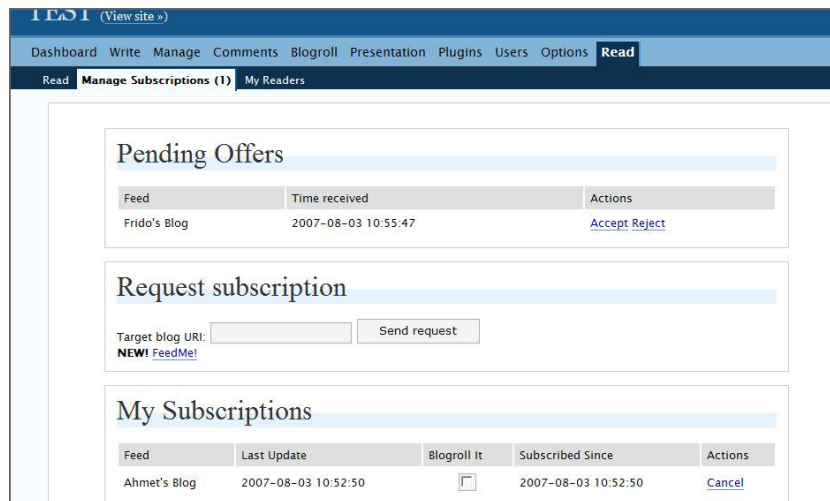 TEST (View site »)
Dashboard Write Manage Comments Blogroll Presentation Plugins Users Options Read
Read Manage Subscriptions (1) My Readers
Pending Offers
Feed Time received Actions
Frido's Blog 2007-08-03 10:55:47 Accept Reject
Request subscription
Target blog URI: Send request
NEW! FeedMe!
My Subscriptions
Feed Last Update Blogroll It Subscribed Since Actions
Ahmet's Blog 2007-08-03 10:52:50 2007-08-03 10:52:50 Cancel